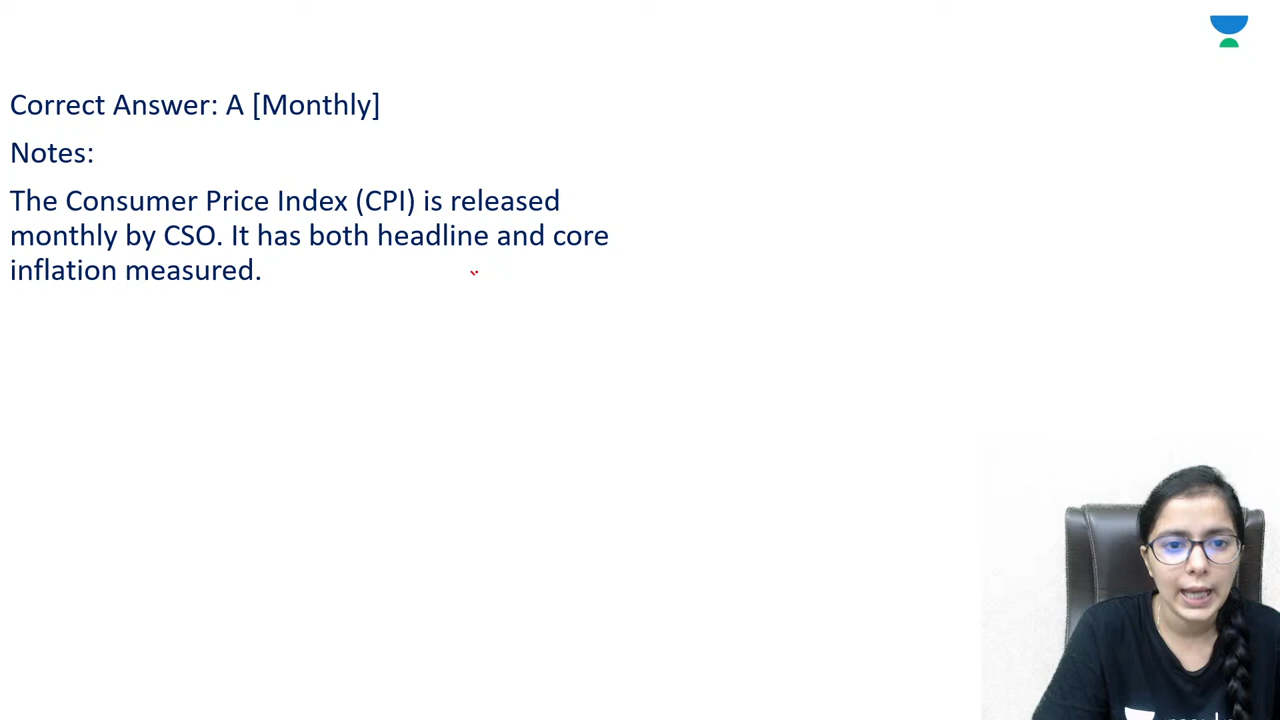 Correct Answer: A [Monthly]
Notes:
The Consumer Price Index (CPI) is released
monthly by CSO. It has both headline and core
inflation measured.